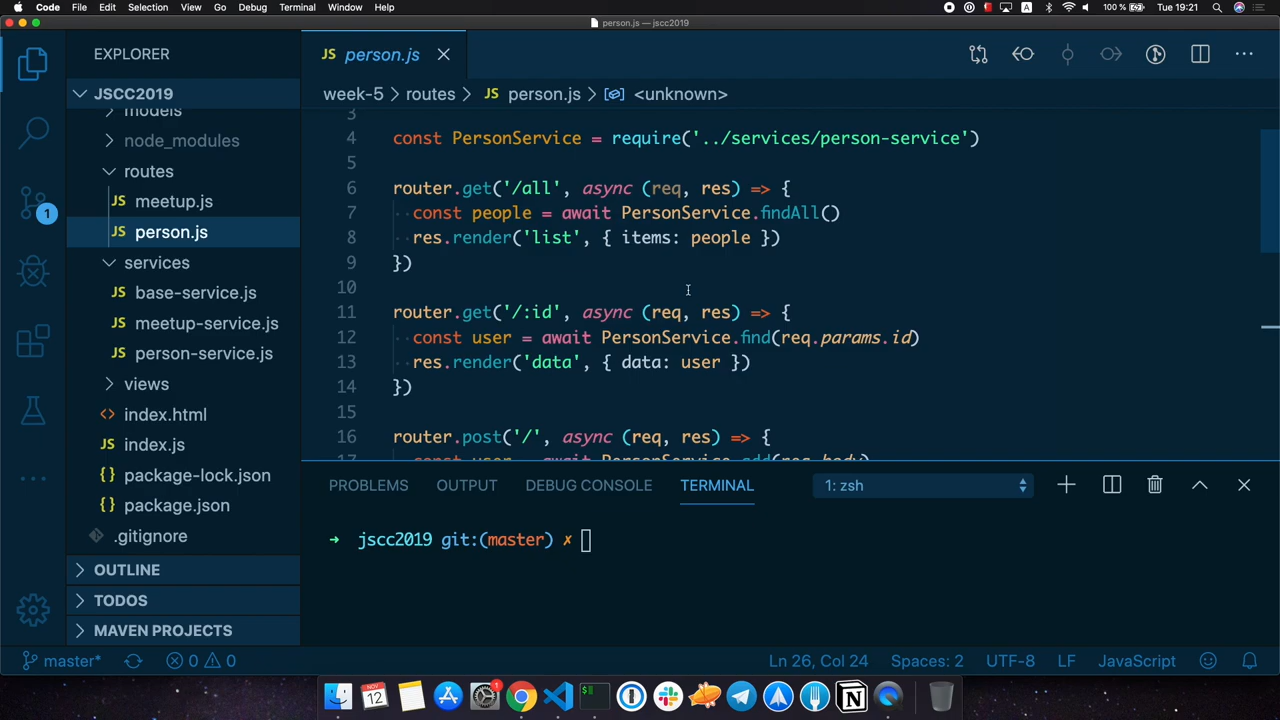 Code File Edit Selection View Go Debug Terminal Window Help
A 100 % Tue 19:21
person.js — jscc2019
EXPLORER
JS person.js
JSCC2019
models
node_modules
routes
JS meetup.js
JS person.js
services
JS base-service.js
JS meetup-service.js
JS person-service.js
views
<> index.html
JS index.js
{} package-lock.json
{} package.json
.gitignore
OUTLINE
TODOS
MAVEN PROJECTS
1
week-5 > routes > JS person.js > <unknown>
3
4 const PersonService = require('../services/person-service')
5
6 router.get('/all', async (req, res) => {
7 const people = await PersonService.findAll()
8 res.render('list', { items: people })
9 })
10
11 router.get('/:id', async (req, res) => {
12 const user = await PersonService.find(req.params.id)
13 res.render('data', { data: user })
14 })
15
16 router.post('/', async (req, res) => {
17 const user = await PersonService.add(req.body)
PROBLEMS OUTPUT DEBUG CONSOLE TERMINAL 1: zsh
→ jscc2019 git:(master) ✗
master* 0 0 Ln 26, Col 24 Spaces: 2 UTF-8 LF JavaScript
NOV
12
1
$